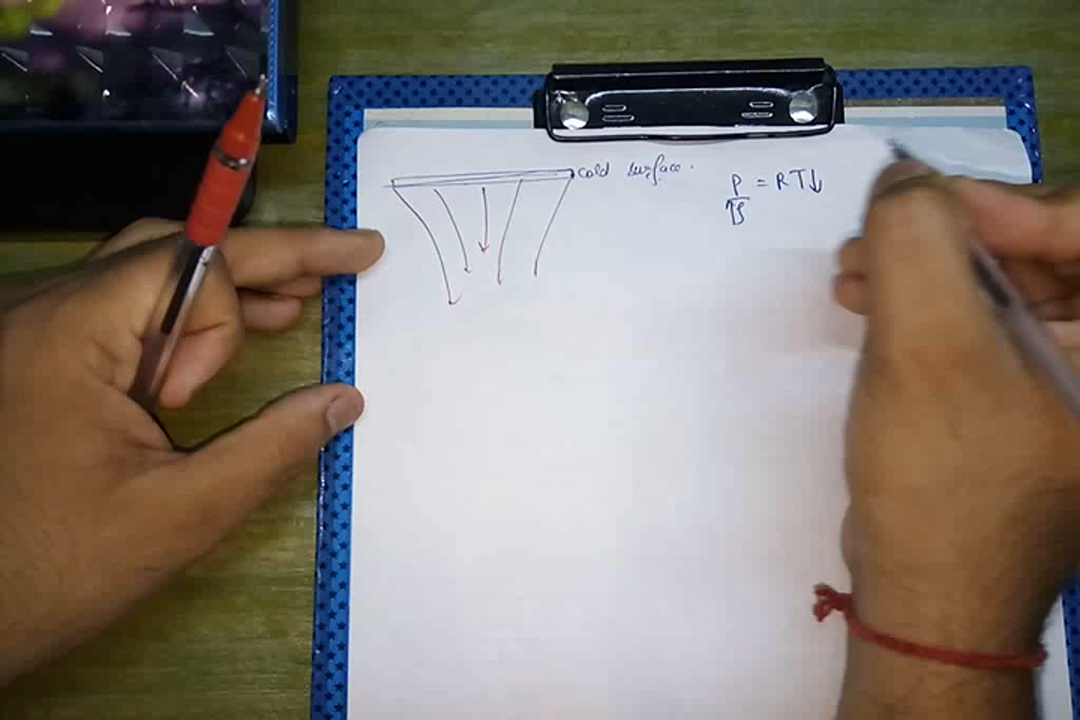 cold surface.
P/↑ρ = RT↓